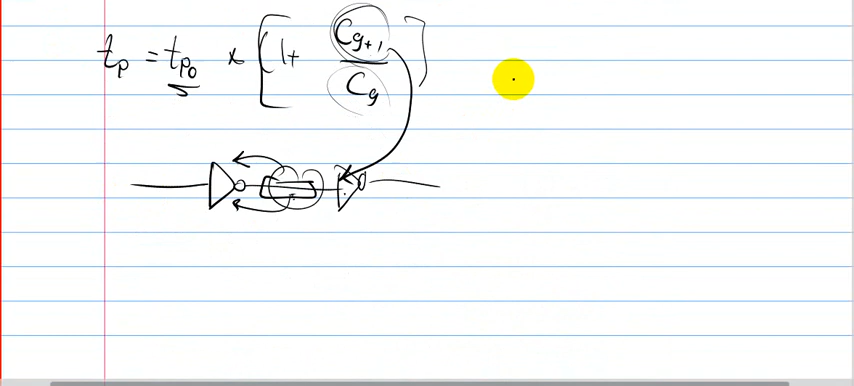 t_p = t_p0 × [1+ C_g+1 / C_g]